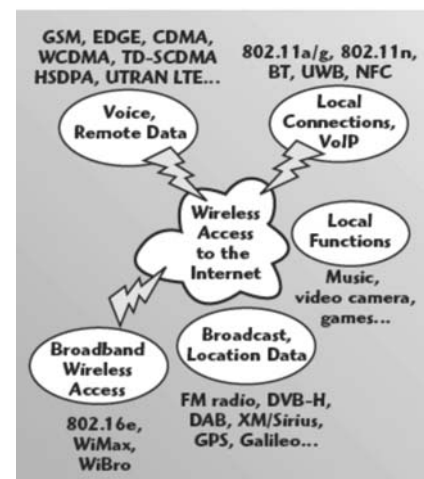 GSM, EDGE, CDMA,
WCDMA, TD-SCDMA
HSDPA, UTRAN LTE...
Voice,
Remote Data
802.11a/g, 802.11n,
BT, UWB, NFC
Local
Connections,
VoIP
Wireless
Access
to the
Internet
Local
Functions
Music,
video camera,
games...
Broadband
Wireless
Access
802.16e,
WiMax,
WiBro
Broadcast,
Location Data
FM radio, DVB-H,
DAB, XM/Sirius,
GPS, Galileo...